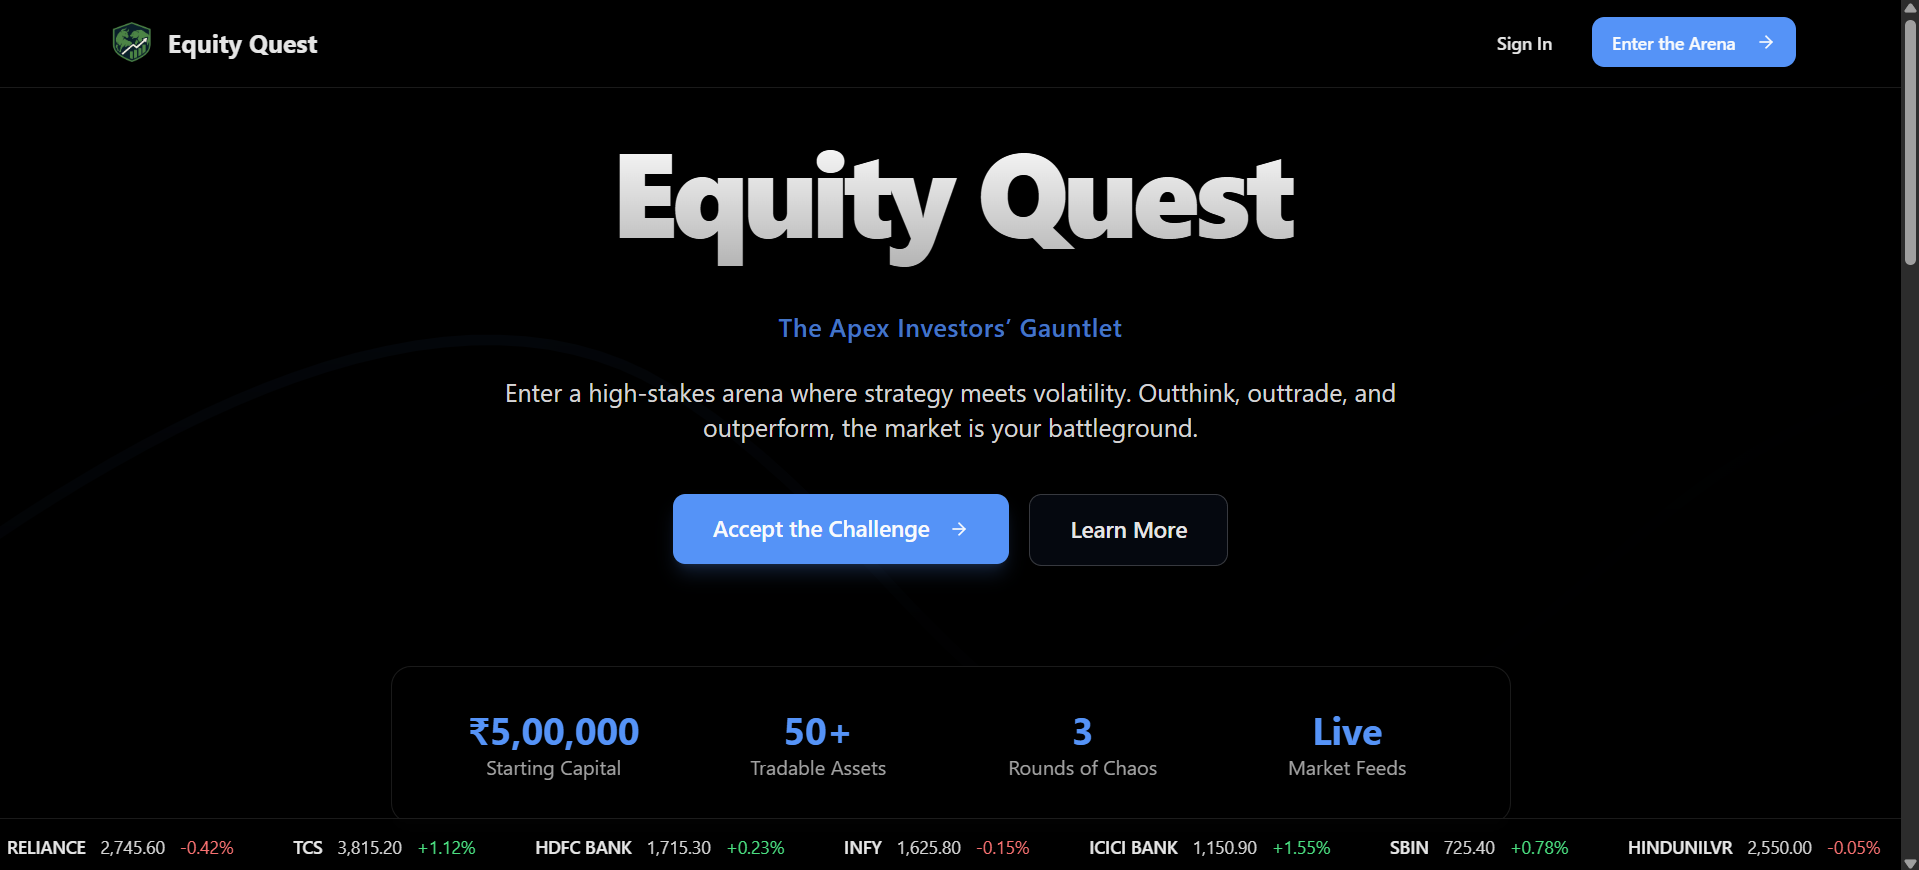 Equity Quest
Sign In
Enter the Arena →
Equity Quest
The Apex Investors’ Gauntlet
Enter a high-stakes arena where strategy meets volatility. Outthink, outtrade, and
outperform, the market is your battleground.
Accept the Challenge →
Learn More
₹5,00,000
Starting Capital
50+
Tradable Assets
3
Rounds of Chaos
Live
Market Feeds
RELIANCE 2,745.60 -0.42% TCS 3,815.20 +1.12% HDFC BANK 1,715.30 +0.23% INFY 1,625.80 -0.15% ICICI BANK 1,150.90 +1.55% SBIN 725.40 +0.78% HINDUNILVR 2,550.00 -0.05%